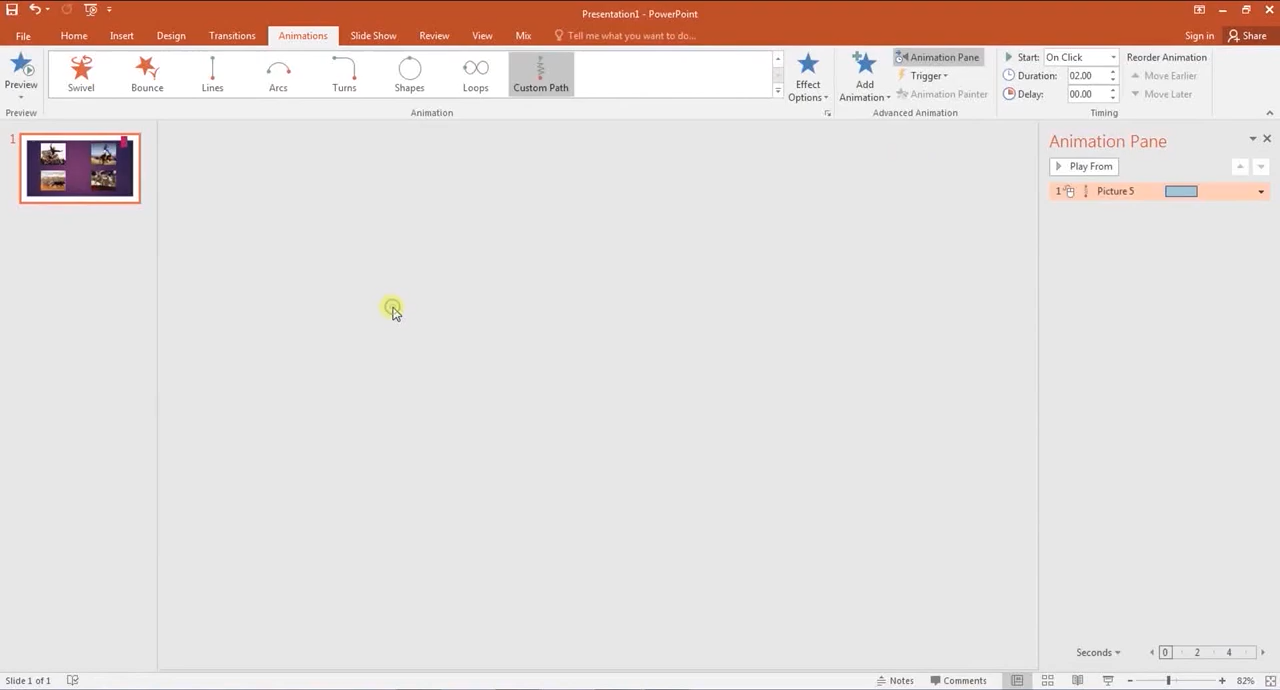 Presentation1 - PowerPoint
File Home Insert Design Transitions Animations Slide Show Review View Mix Tell me what you want to do... Sign in Share
Preview Swivel Bounce Lines Arcs Turns Shapes Loops Custom Path Effect Options Add Animation Animation Pane Trigger Animation Painter Start: On Click Duration: 02.00 Delay: 00.00 Reorder Animation Move Earlier Move Later
Preview Animation Advanced Animation Timing
1
Animation Pane
Play From
1 Picture 5
Seconds 0 2 4
Slide 1 of 1 Notes Comments 82%